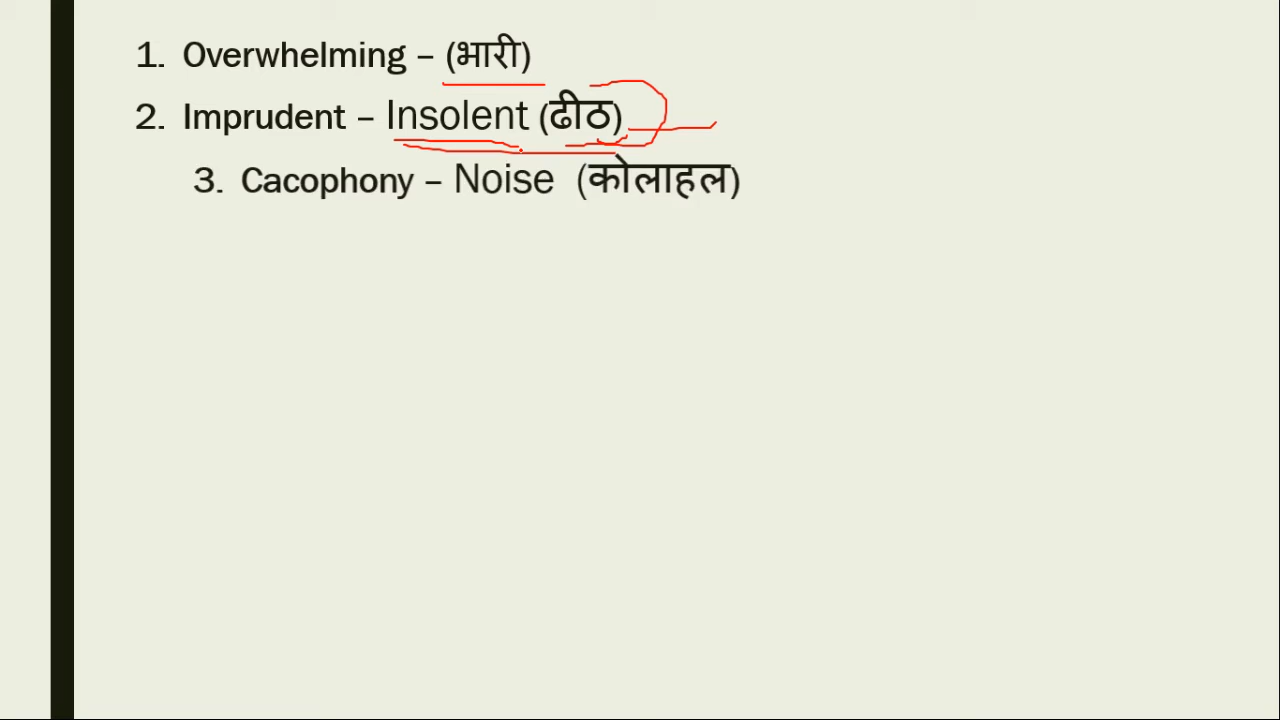 1. Overwhelming – (भारी)
2. Imprudent – Insolent (ढीठ)
3. Cacophony – Noise (कोलाहल)